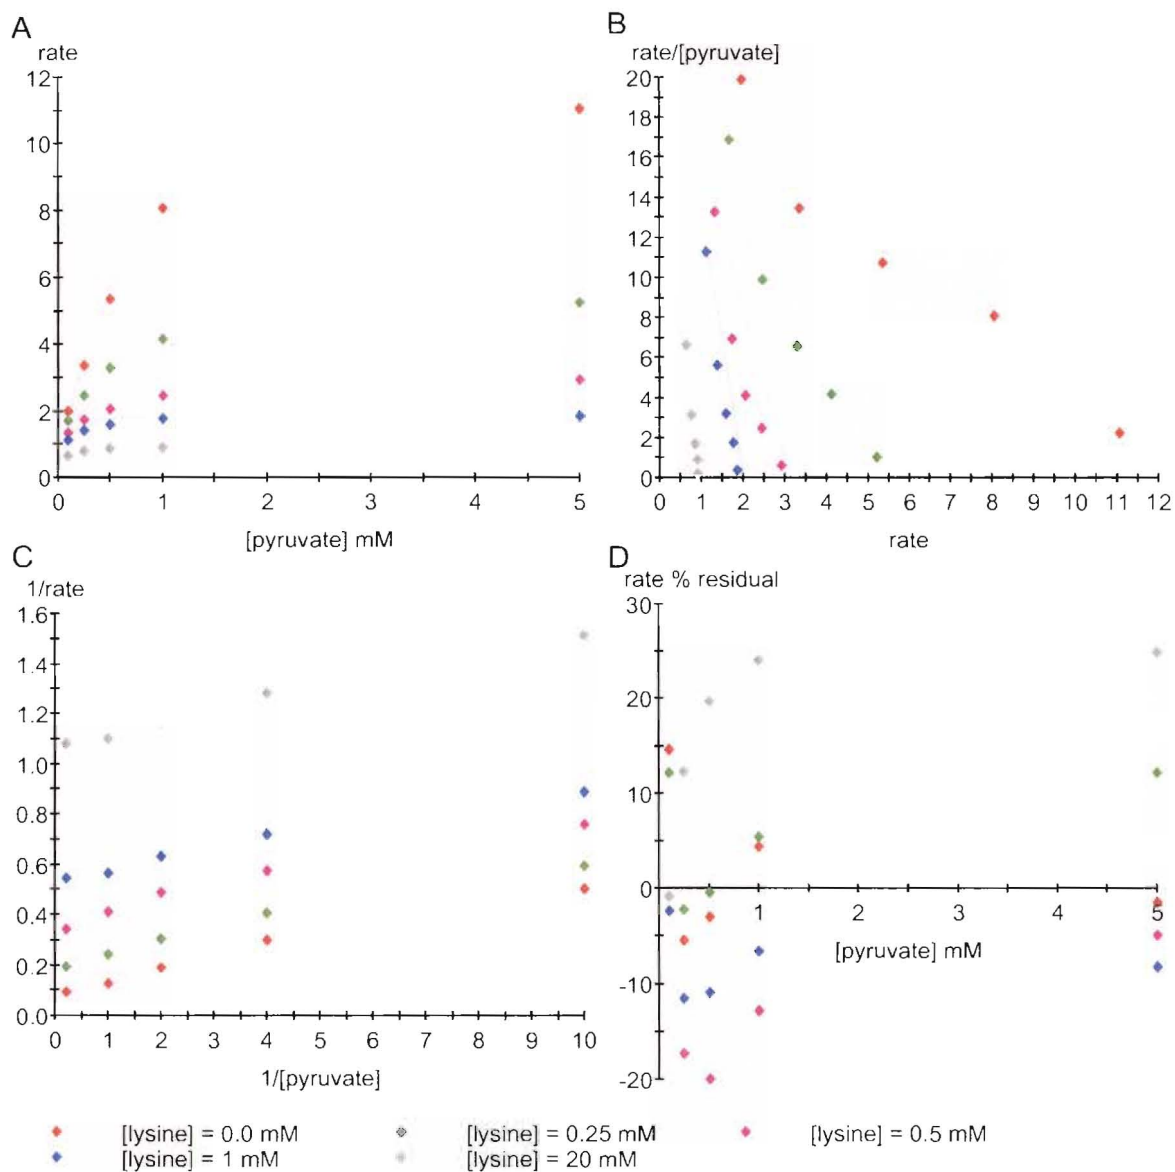 A
rate
12
10
8
6
4
2
0
0 1 2 3 4 5
[pyruvate] mM
B
rate/[pyruvate]
20
18
16
14
12
10
8
6
4
2
0
0 1 2 3 4 5 6 7 8 9 10 11 12
rate
C
1/rate
1.6
1.4
1.2
1.0
0.8
0.6
0.4
0.2
0.0
0 1 2 3 4 5 6 7 8 9 10
1/[pyruvate]
D
rate % residual
30
20
10
0
-10
-20
1 2 3 4 5
[pyruvate] mM
[lysine] = 0.0 mM [lysine] = 0.25 mM [lysine] = 0.5 mM
[lysine] = 1 mM [lysine] = 20 mM